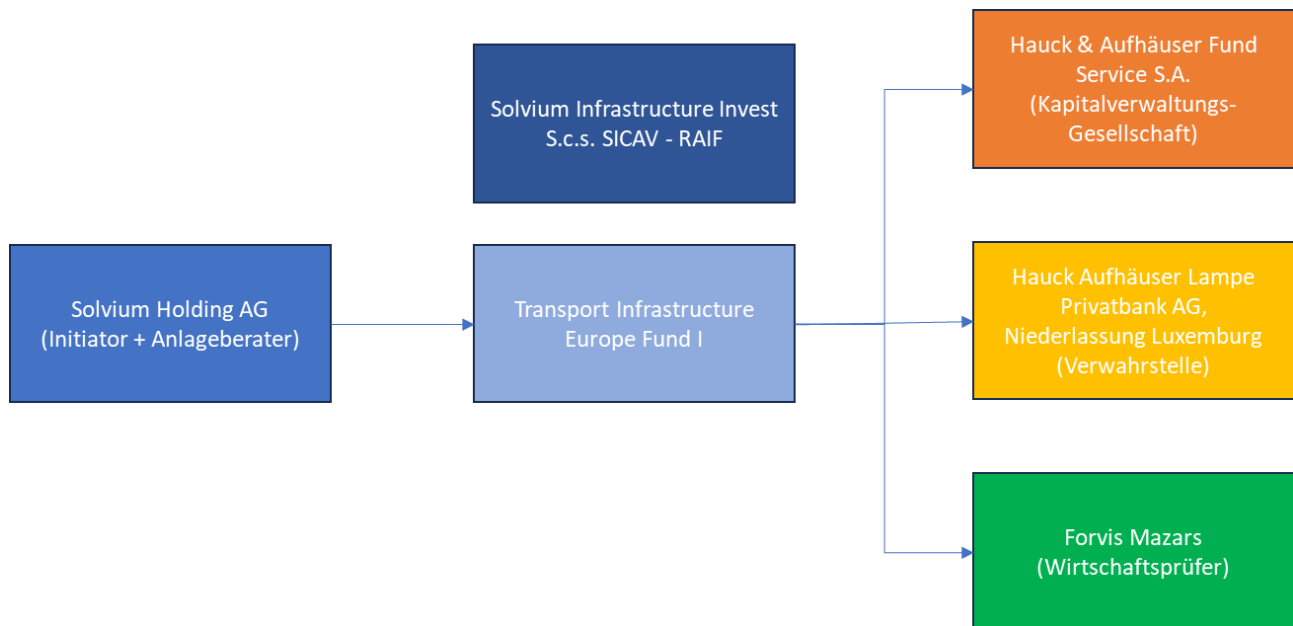 Solvium Infrastructure Invest
S.c.s. SICAV - RAIF
Hauck & Aufhäuser Fund
Service S.A.
(Kapitalverwaltungs-
Gesellschaft)
Solvium Holding AG
(Initiator + Anlageberater)
Transport Infrastructure
Europe Fund I
Hauck Aufhäuser Lampe
Privatbank AG,
Niederlassung Luxemburg
(Verwahrstelle)
Forvis Mazars
(Wirtschaftsprüfer)